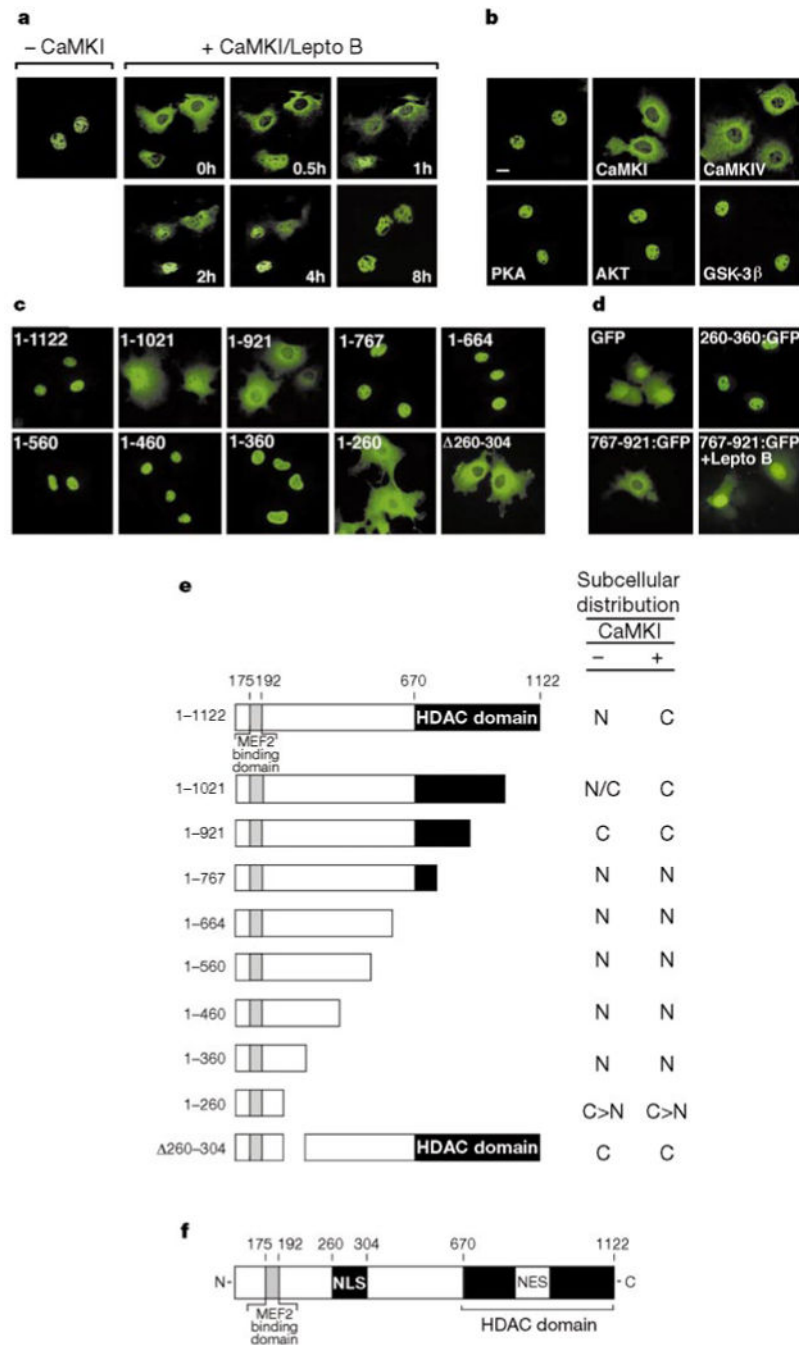 a
– CaMKI
+ CaMKI/Lepto B
0h
0.5h
1h
2h
4h
8h
b
CaMKI
CaMKIV
PKA
AKT
GSK-3β
c
1-1122
1-1021
1-921
1-767
1-664
1-560
1-460
1-360
1-260
Δ260-304
d
GFP
260-360:GFP
767-921:GFP
767-921:GFP
+Lepto B
e
Subcellular
distribution
CaMKI
– +
175 192 670 1122
1–1122 HDAC domain N C
MEF2
binding
domain
1–1021 N/C C
1–921 C C
1–767 N N
1–664 N N
1–560 N N
1–460 N N
1–360 N N
1–260 C>N C>N
Δ260–304 HDAC domain C C
f
175 192 260 304 670 1122
N- NLS NES -C
MEF2
binding
domain
HDAC domain